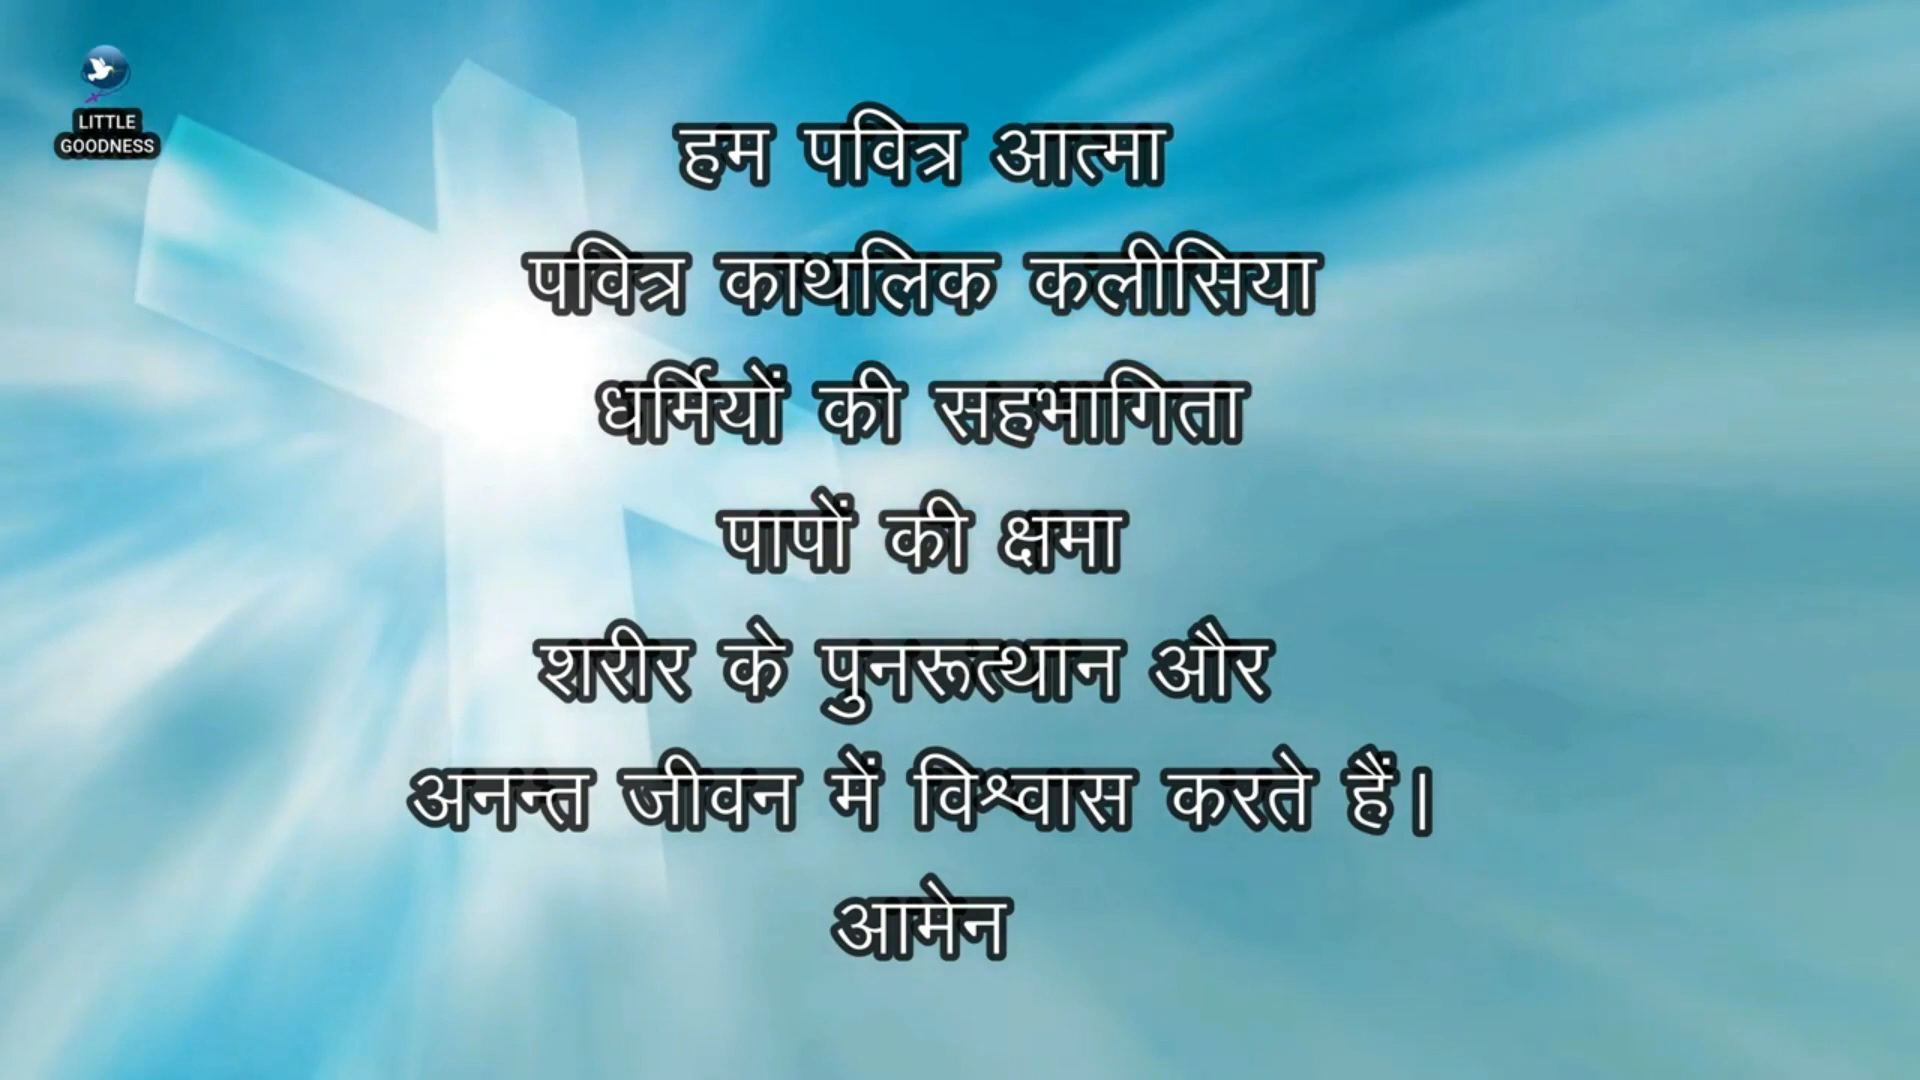 LITTLE
GOODNESS
हम पवित्र आत्मा
पवित्र काथलिक कलीसिया
धर्मियों की सहभागिता
पापों की क्षमा
शरीर के पुनरूत्थान और
अनन्त जीवन में विश्वास करते हैं।
आमेन